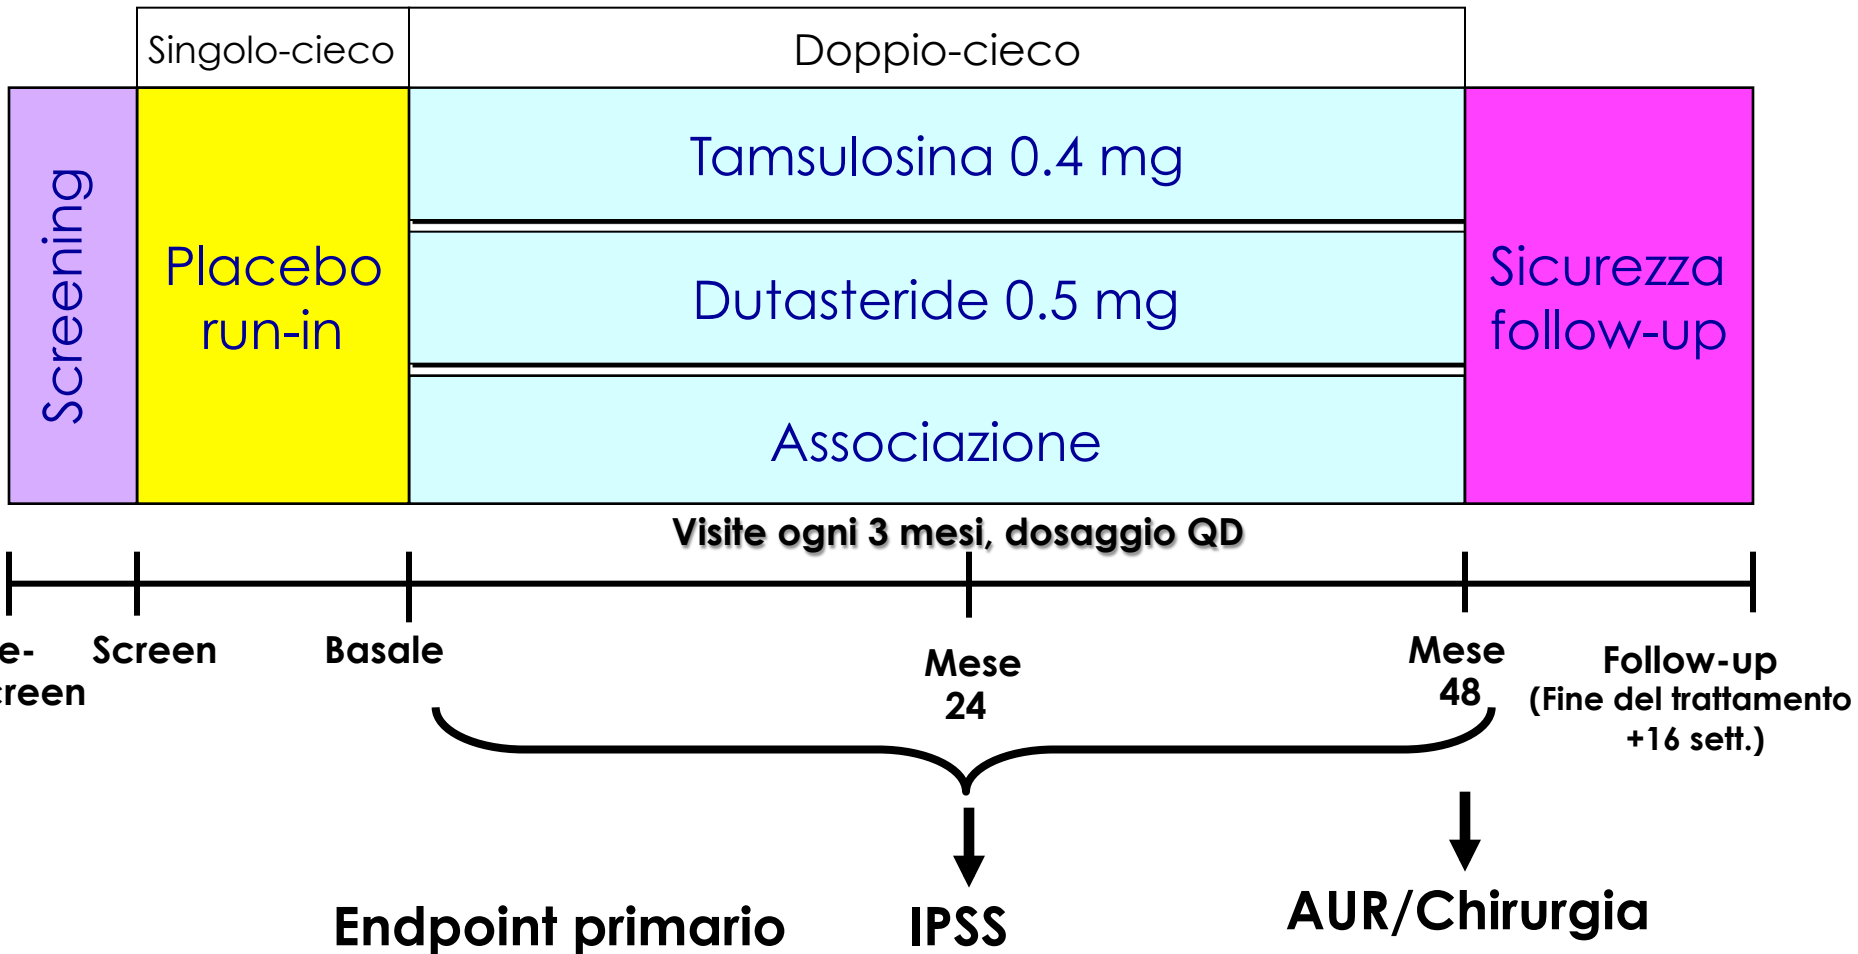 Singolo-cieco
Doppio-cieco
Screening
Placebo
run-in
Tamsulosina 0.4 mg
Dutasteride 0.5 mg
Associazione
Sicurezza
follow-up
Visite ogni 3 mesi, dosaggio QD
e-
creen
Screen
Basale
Mese
24
Mese
48
Follow-up
(Fine del trattamento
+16 sett.)
Endpoint primario
IPSS
AUR/Chirurgia